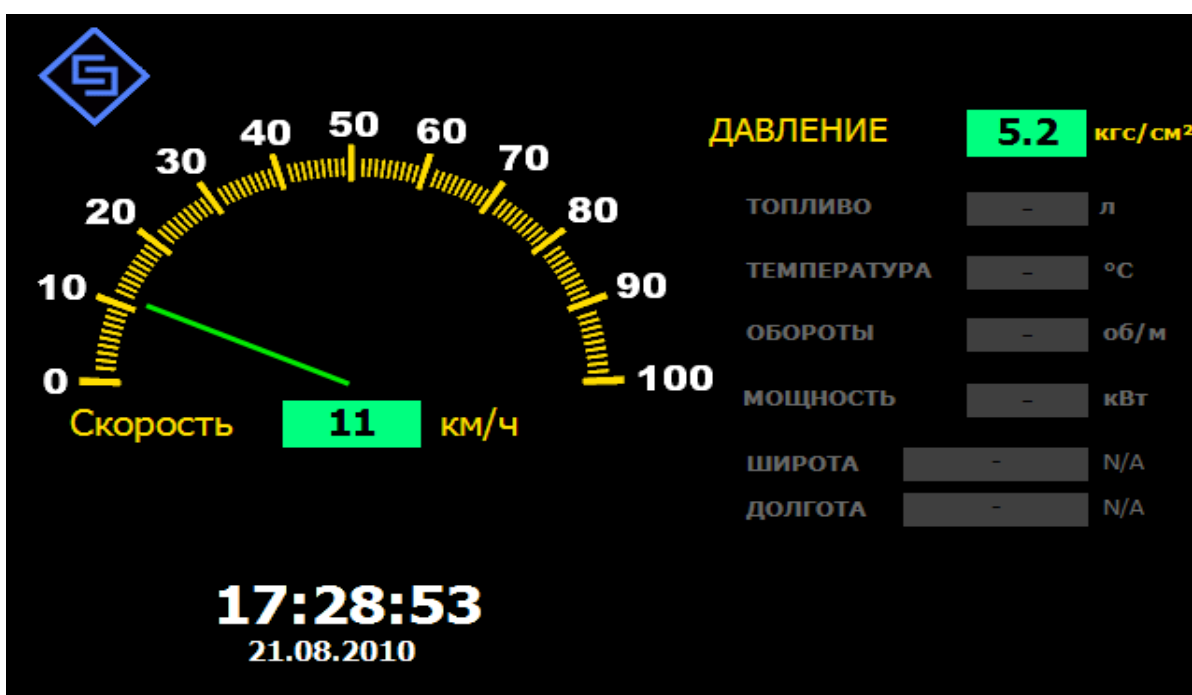 0
10
20
30
40
50
60
70
80
90
100
Скорость 11 км/ч
17:28:53
21.08.2010
ДАВЛЕНИЕ 5.2 кгс/см²
ТОПЛИВО - л
ТЕМПЕРАТУРА - °C
ОБОРОТЫ - об/м
МОЩНОСТЬ - кВт
ШИРОТА - N/A
ДОЛГОТА - N/A